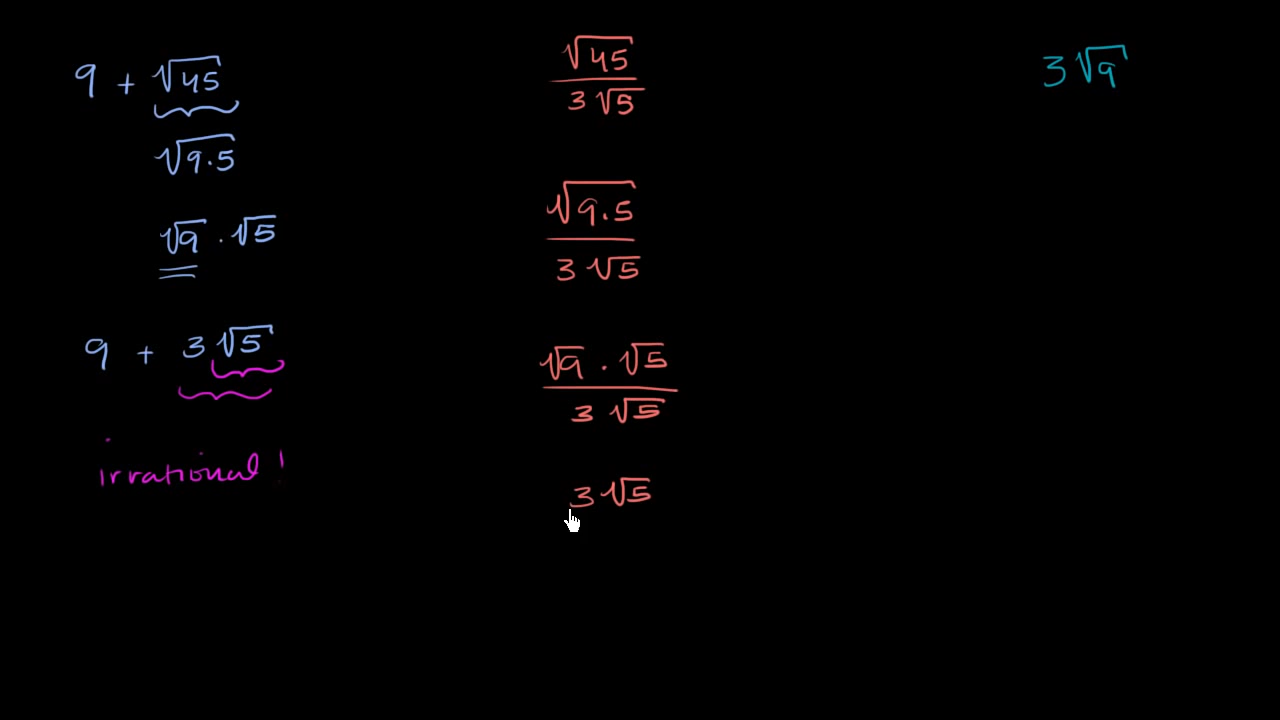 9 + √45
√9·5
√9 · √5
9 + 3√5
irrational!
√45
3√5
√9·5
3√5
√9 · √5
3√5
3√5
3√9